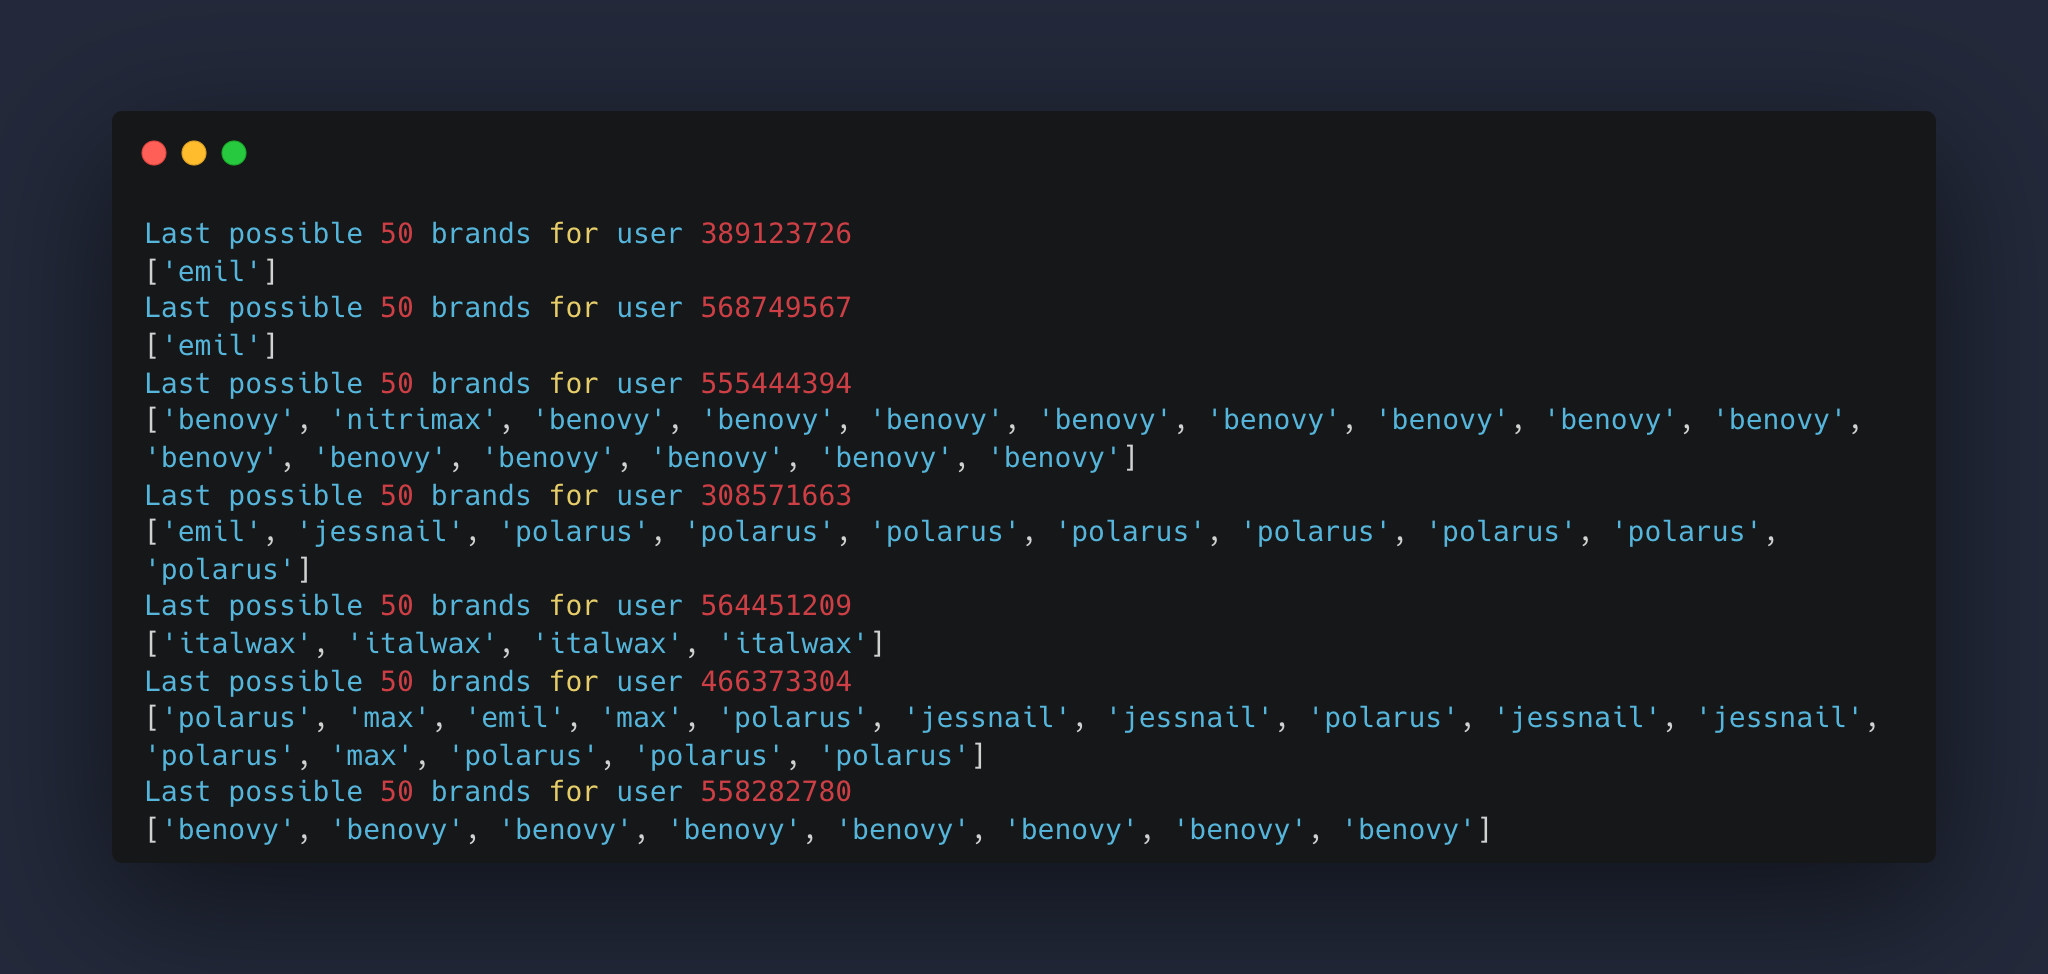 Last possible 50 brands for user 389123726
['emil']
Last possible 50 brands for user 568749567
['emil']
Last possible 50 brands for user 555444394
['benovy', 'nitrimax', 'benovy', 'benovy', 'benovy', 'benovy', 'benovy', 'benovy', 'benovy', 'benovy',
'benovy', 'benovy', 'benovy', 'benovy', 'benovy', 'benovy']
Last possible 50 brands for user 308571663
['emil', 'jessnail', 'polarus', 'polarus', 'polarus', 'polarus', 'polarus', 'polarus', 'polarus',
'polarus']
Last possible 50 brands for user 564451209
['italwax', 'italwax', 'italwax', 'italwax']
Last possible 50 brands for user 466373304
['polarus', 'max', 'emil', 'max', 'polarus', 'jessnail', 'jessnail', 'polarus', 'jessnail', 'jessnail',
'polarus', 'max', 'polarus', 'polarus', 'polarus']
Last possible 50 brands for user 558282780
['benovy', 'benovy', 'benovy', 'benovy', 'benovy', 'benovy', 'benovy', 'benovy']